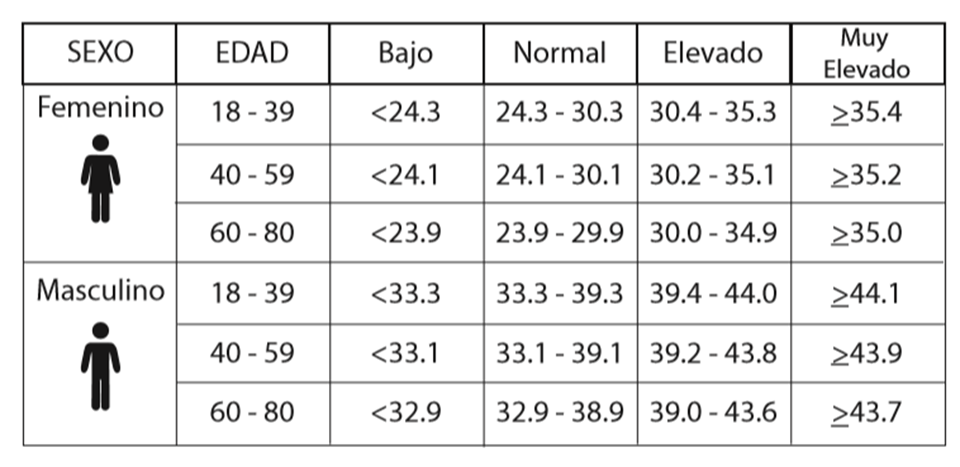 SEXO EDAD Bajo Normal Elevado Muy Elevado
Femenino 18 - 39 <24.3 24.3 - 30.3 30.4 - 35.3 ≥35.4
40 - 59 <24.1 24.1 - 30.1 30.2 - 35.1 ≥35.2
60 - 80 <23.9 23.9 - 29.9 30.0 - 34.9 ≥35.0
Masculino 18 - 39 <33.3 33.3 - 39.3 39.4 - 44.0 ≥44.1
40 - 59 <33.1 33.1 - 39.1 39.2 - 43.8 ≥43.9
60 - 80 <32.9 32.9 - 38.9 39.0 - 43.6 ≥43.7